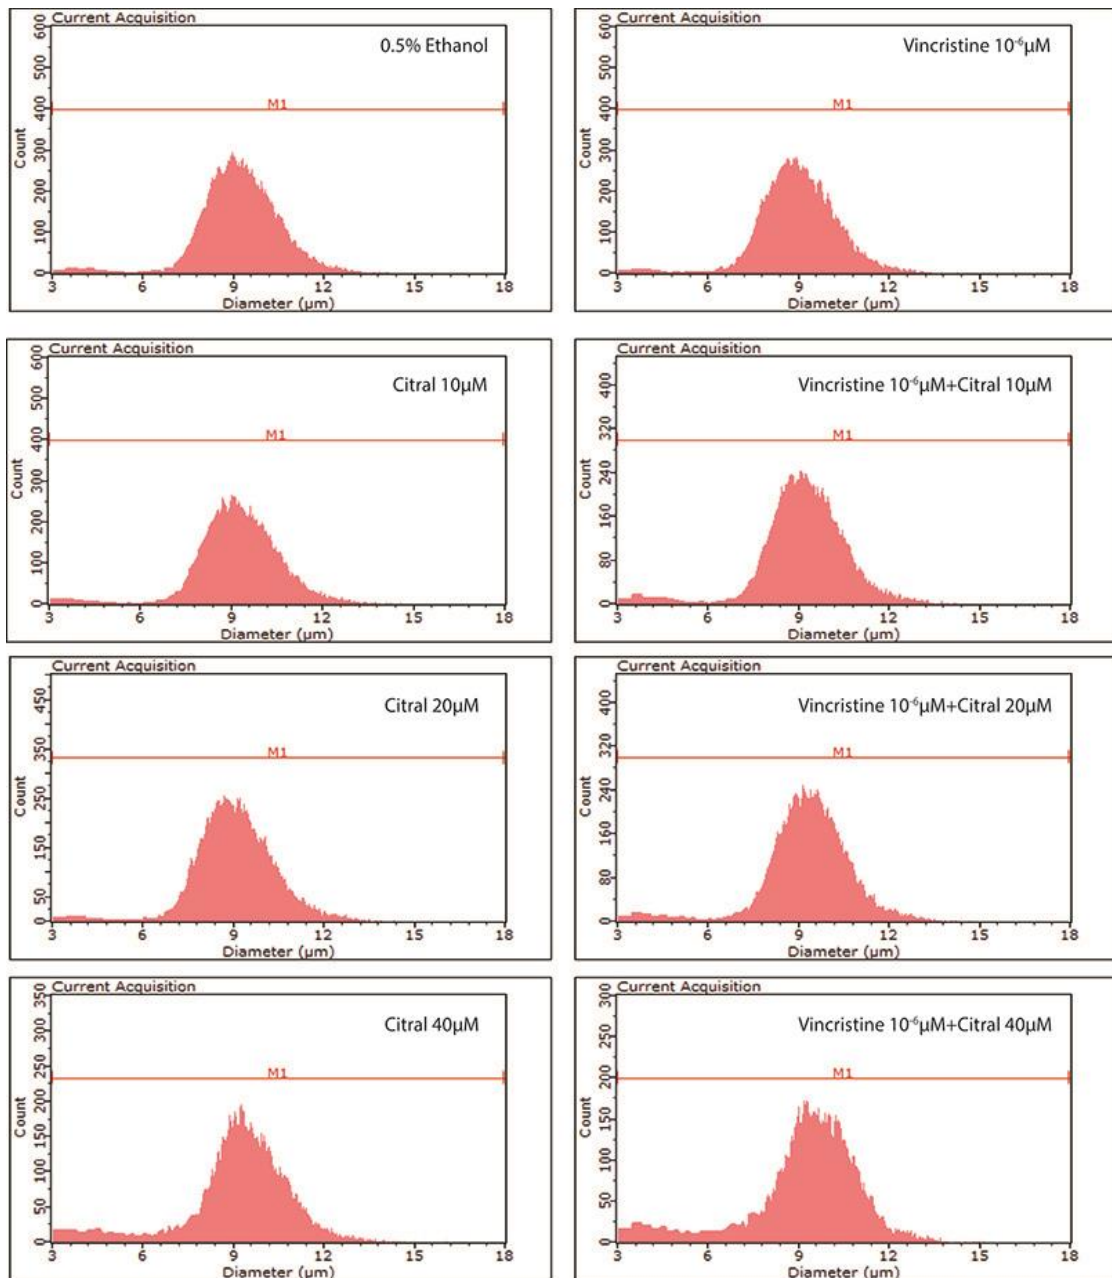 Current Acquisition
0.5% Ethanol
M1
Count
600
500
400
300
200
100
0
3 6 9 12 15 18
Diameter (µm)
Current Acquisition
Vincristine 10⁻⁶µM
M1
Count
600
500
400
300
200
100
0
3 6 9 12 15 18
Diameter (µm)
Current Acquisition
Citral 10µM
M1
Count
600
500
400
300
200
100
0
3 6 9 12 15 18
Diameter (µm)
Current Acquisition
Vincristine 10⁻⁶µM+Citral 10µM
M1
Count
400
320
240
160
80
0
3 6 9 12 15 18
Diameter (µm)
Current Acquisition
Citral 20µM
M1
Count
450
350
250
150
50
0
3 6 9 12 15 18
Diameter (µm)
Current Acquisition
Vincristine 10⁻⁶µM+Citral 20µM
M1
Count
400
320
240
160
80
0
3 6 9 12 15 18
Diameter (µm)
Current Acquisition
Citral 40µM
M1
Count
350
300
250
200
150
100
50
0
3 6 9 12 15 18
Diameter (µm)
Current Acquisition
Vincristine 10⁻⁶µM+Citral 40µM
M1
Count
300
250
200
150
100
50
0
3 6 9 12 15 18
Diameter (µm)